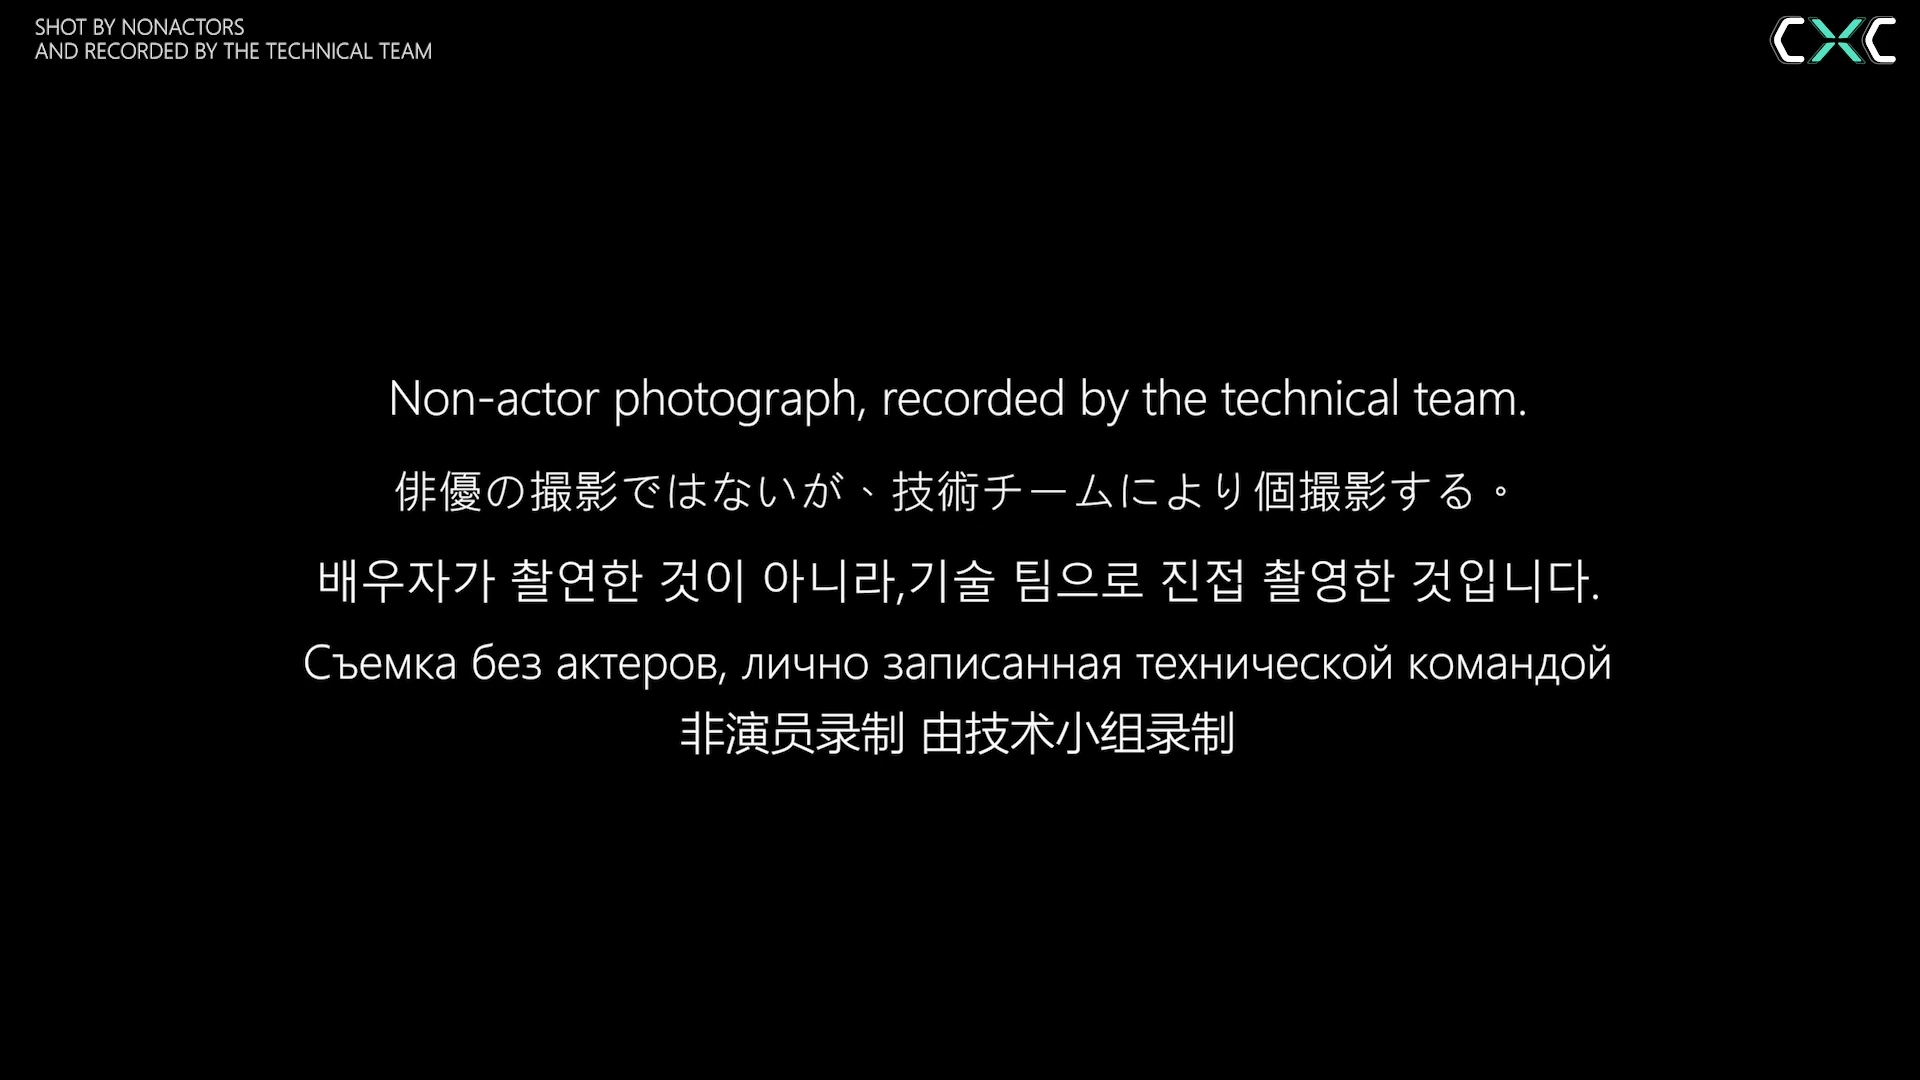 SHOT BY NONACTORS
AND RECORDED BY THE TECHNICAL TEAM
CXC
Non-actor photograph, recorded by the technical team.
俳優の撮影ではないが、技術チームにより個撮影する。
배우자가 촬연한 것이 아니라,기술 팀으로 진접 촬영한 것입니다.
Съемка без актеров, лично записанная технической командой
非演员录制 由技术小组录制